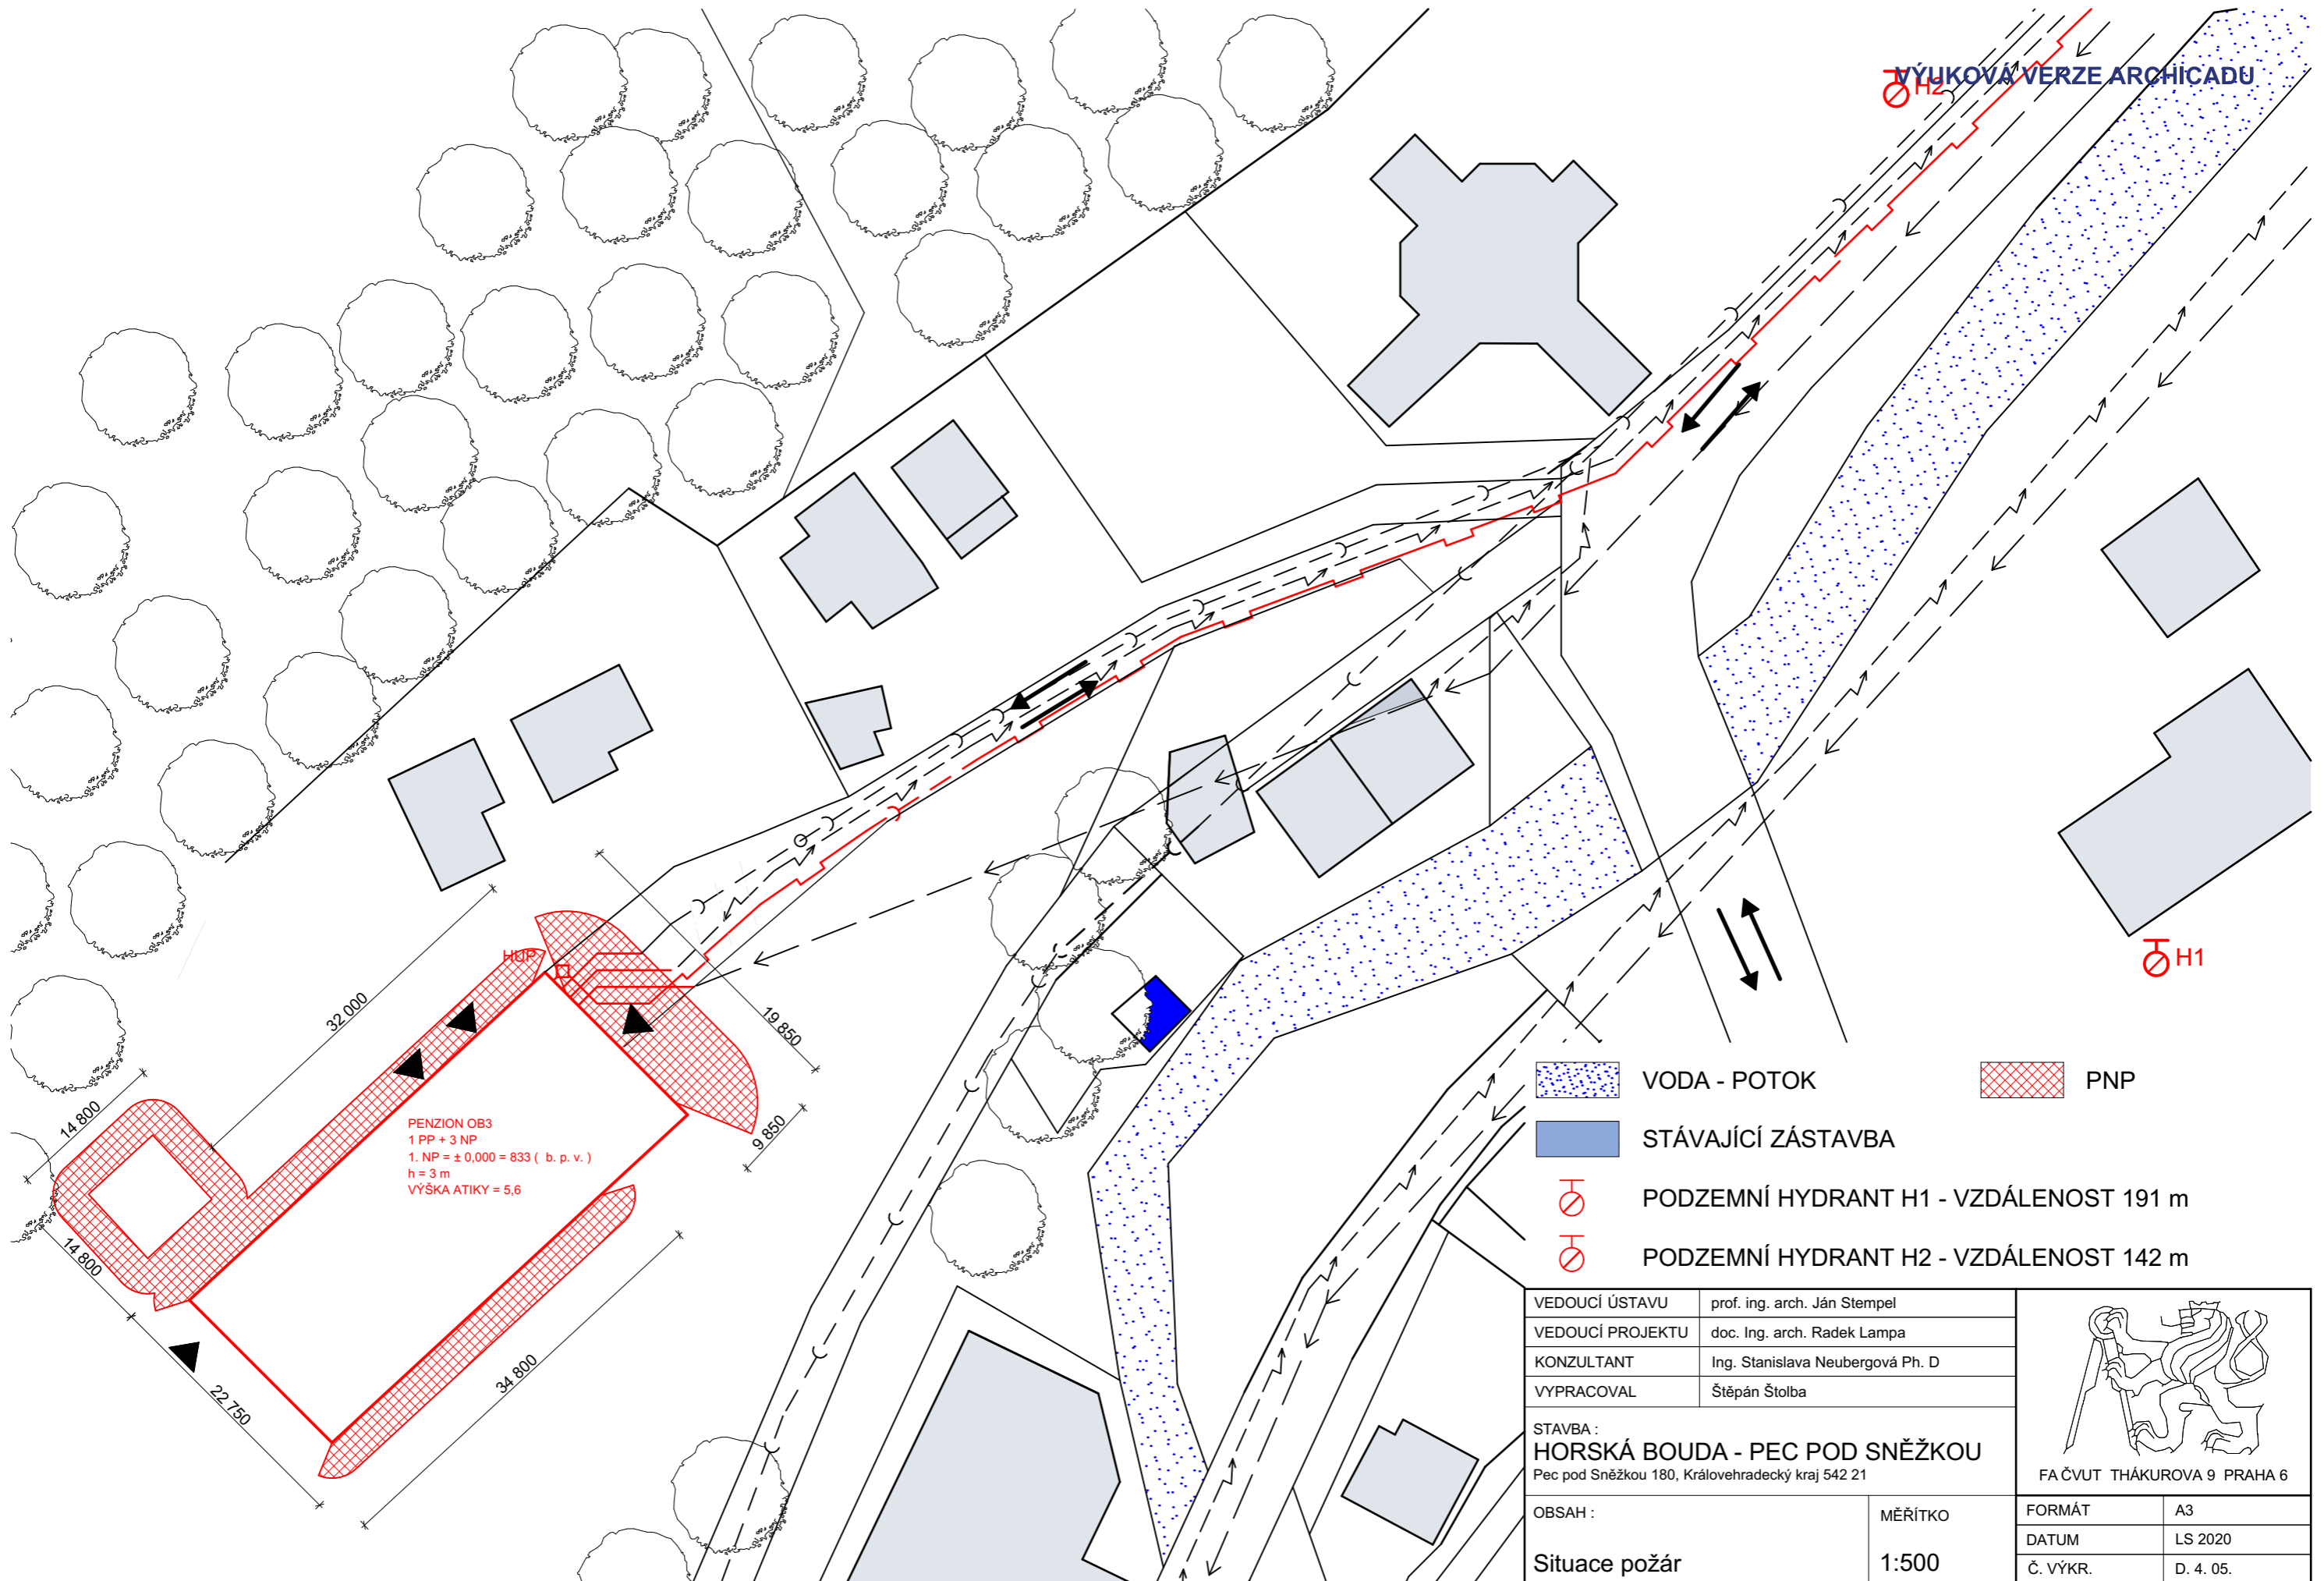 VÝUKOVÁ VERZE ARCHICADU
H2
HUP
32 000
19 850
14 800
9 850
PENZION OB3
1 PP + 3 NP
1. NP = ± 0,000 = 833 ( b. p. v. )
h = 3 m
VÝŠKA ATIKY = 5,6
14 800
22 750
34 800
H1
VODA - POTOK
PNP
STÁVAJÍCÍ ZÁSTAVBA
PODZEMNÍ HYDRANT H1 - VZDÁLENOST 191 m
PODZEMNÍ HYDRANT H2 - VZDÁLENOST 142 m
VEDOUCÍ ÚSTAVU prof. ing. arch. Ján Stempel
VEDOUCÍ PROJEKTU doc. Ing. arch. Radek Lampa
KONZULTANT Ing. Stanislava Neubergová Ph. D
VYPRACOVAL Štěpán Štolba
STAVBA :
HORSKÁ BOUDA - PEC POD SNĚŽKOU
Pec pod Sněžkou 180, Královehradecký kraj 542 21
FA ČVUT THÁKUROVA 9 PRAHA 6
OBSAH :
Situace požár
MĚŘÍTKO
1:500
FORMÁT A3
DATUM LS 2020
Č. VÝKR. D. 4. 05.